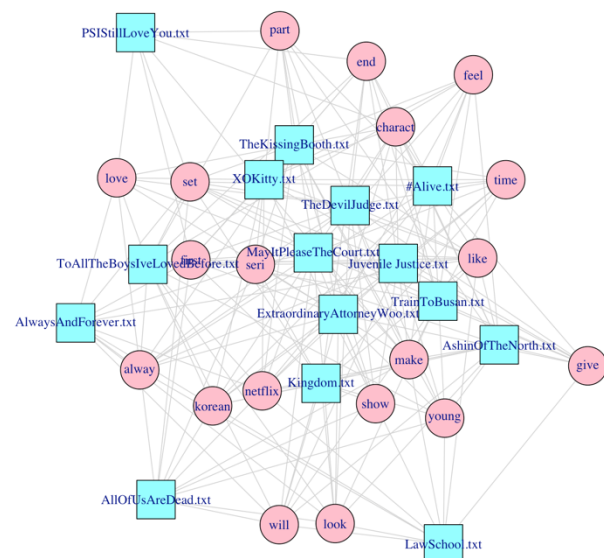 PSIStillLoveYou.txt
part
end
feel
charact
TheKissingBooth.txt
love
set
XOKitty.txt
#Alive.txt
time
TheDevilJudge.txt
MayItPleaseTheCourt.txt
first
seri
ToAllTheBoysIveLovedBefore.txt
Juvenile Justice.txt
like
TrainToBusan.txt
ExtraordinaryAttorneyWoo.txt
AlwaysAndForever.txt
AshinOfTheNorth.txt
make
give
alway
Kingdom.txt
netflix
korean
show
young
AllOfUsAreDead.txt
will
look
LawSchool.txt